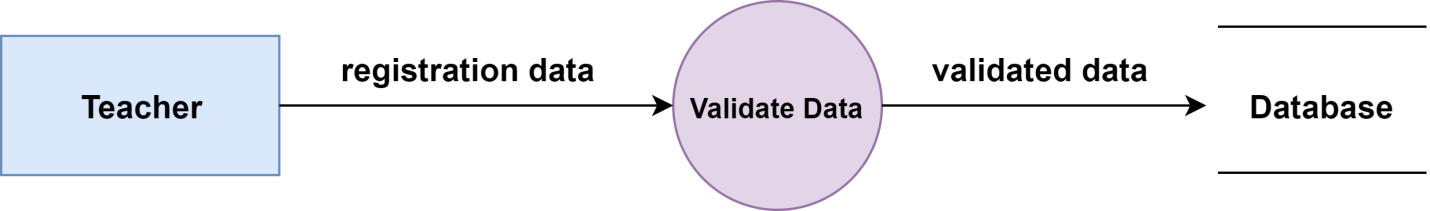 Teacher
registration data
Validate Data
validated data
Database